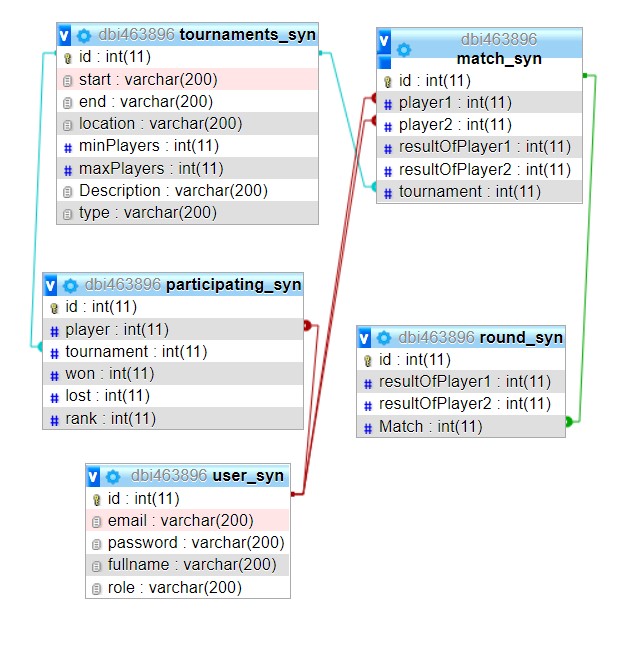 v dbi463896 tournaments_syn
id : int(11)
start : varchar(200)
end : varchar(200)
location : varchar(200)
# minPlayers : int(11)
# maxPlayers : int(11)
Description : varchar(200)
type : varchar(200)
v dbi463896
match_syn
id : int(11)
# player1 : int(11)
# player2 : int(11)
# resultOfPlayer1 : int(11)
# resultOfPlayer2 : int(11)
# tournament : int(11)
v dbi463896 participating_syn
id : int(11)
# player : int(11)
# tournament : int(11)
# won : int(11)
# lost : int(11)
# rank : int(11)
v dbi463896 round_syn
id : int(11)
# resultOfPlayer1 : int(11)
# resultOfPlayer2 : int(11)
# Match : int(11)
v dbi463896 user_syn
id : int(11)
email : varchar(200)
password : varchar(200)
fullname : varchar(200)
role : varchar(200)